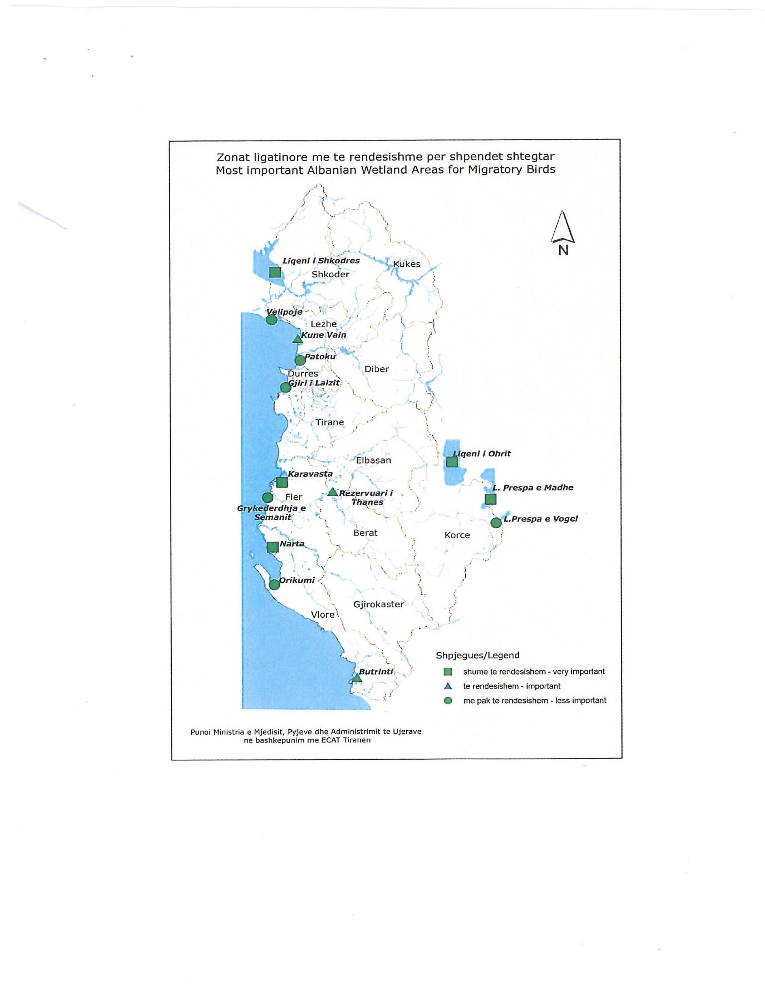 Zonat ligatinore me te rendesishme per shpendet shtegtar
Most important Albanian Wetland Areas for Migratory Birds
N
Liqeni i Shkodres
Kukes
Shkoder
Velipoje
Lezhe
Kune Vain
Patoku
Diber
Durres
Gjiri i Lalzit
Tirane
Liqeni i Ohrit
Elbasan
Karavasta
L. Prespa e Madhe
Rezervuari i
Thanes
Fier
Grykederdhja e
Semanit
L.Prespa e Vogel
Berat
Korce
Narta
Orikumi
Gjirokaster
Vlore
Butrinti
Shpjegues/Legend
shume te rendesishem - very important
te rendesishem - important
me pak te rendesishem - less important
Punoi Ministria e Mjedisit, Pyjeve dhe Administrimit te Ujerave
ne bashkepunim me ECAT Tiranen